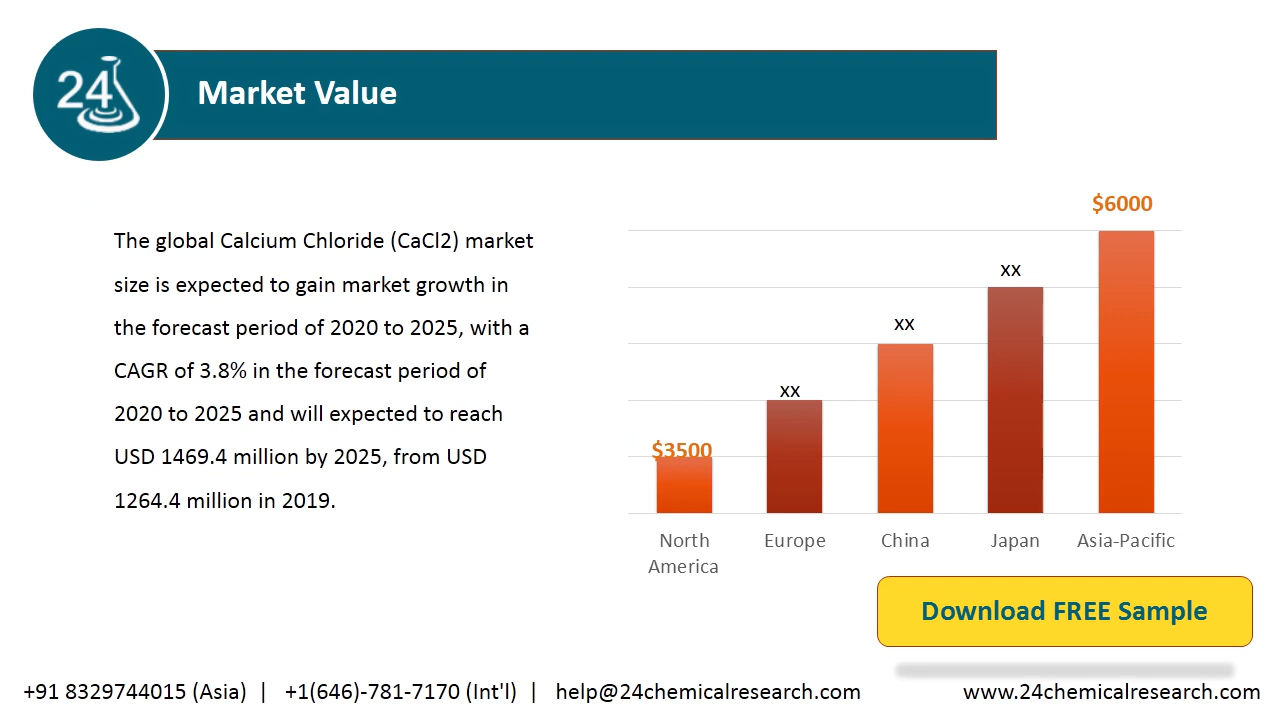 24
Market Value
The global Calcium Chloride (CaCl2) market
size is expected to gain market growth in
the forecast period of 2020 to 2025, with a
CAGR of 3.8% in the forecast period of
2020 to 2025 and will expected to reach
USD 1469.4 million by 2025, from USD
1264.4 million in 2019.
$6000
xx
xx
xx
$3500
North
America
Europe
China
Japan
Asia-Pacific
Download FREE Sample
+91 8329744015 (Asia) | +1(646)-781-7170 (Int'l) | help@24chemicalresearch.com www.24chemicalresearch.com